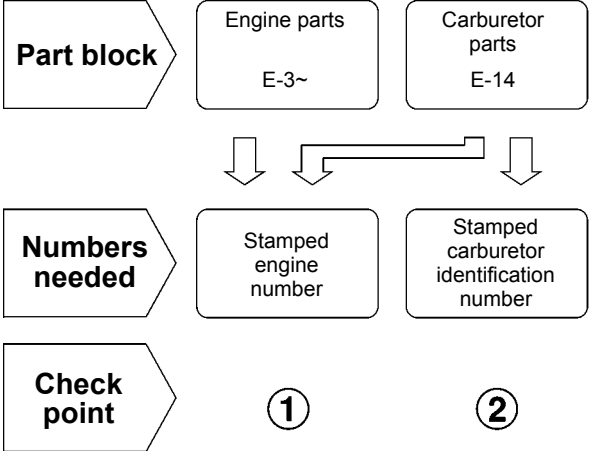 Part block
Engine parts
E-3~
Carburetor
parts
E-14
Numbers
needed
Stamped
engine
number
Stamped
carburetor
identification
number
Check
point
①
②